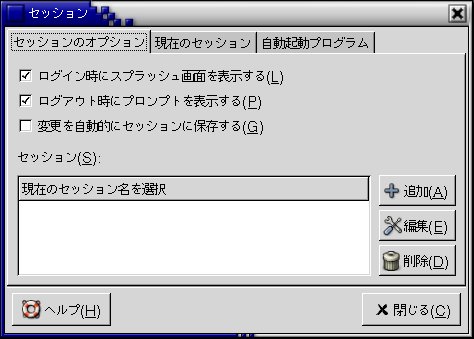 セッション
セッションのオプション 現在のセッション 自動起動プログラム
ログイン時にスプラッシュ画面を表示する(L)
ログアウト時にプロンプトを表示する(P)
変更を自動的にセッションに保存する(G)
セッション(S):
現在のセッション名を選択
追加(A)
編集(E)
削除(D)
ヘルプ(H) 閉じる(C)